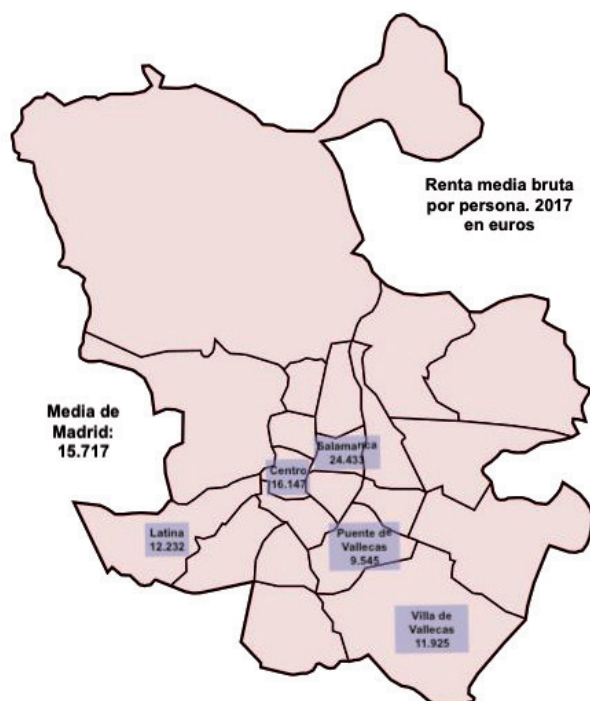 Renta media bruta
por persona. 2017
en euros
Media de
Madrid:
15.717
Salamanca
24.433
Centro
16.147
Latina
12.232
Puente de
Vallecas
9.545
Villa de
Vallecas
11.925